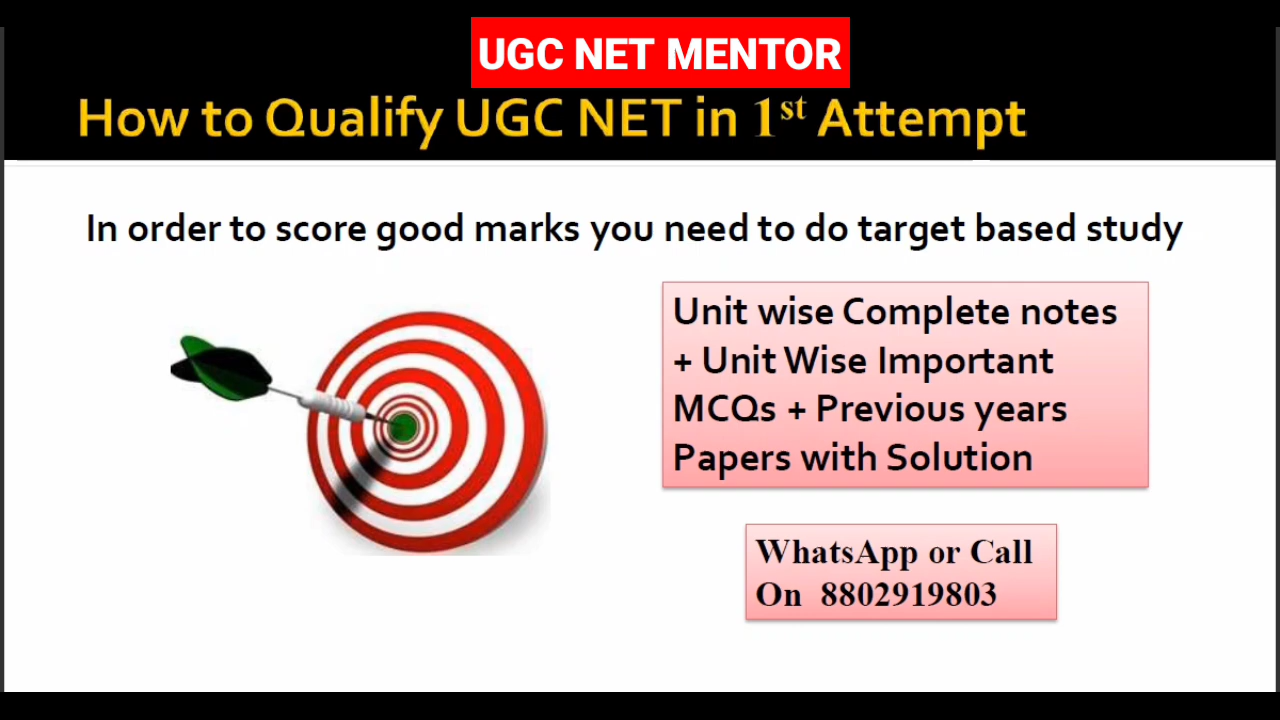 UGC NET MENTOR
How to Qualify UGC NET in 1st Attempt
In order to score good marks you need to do target based study
Unit wise Complete notes
+ Unit Wise Important
MCQs + Previous years
Papers with Solution
WhatsApp or Call
On 8802919803